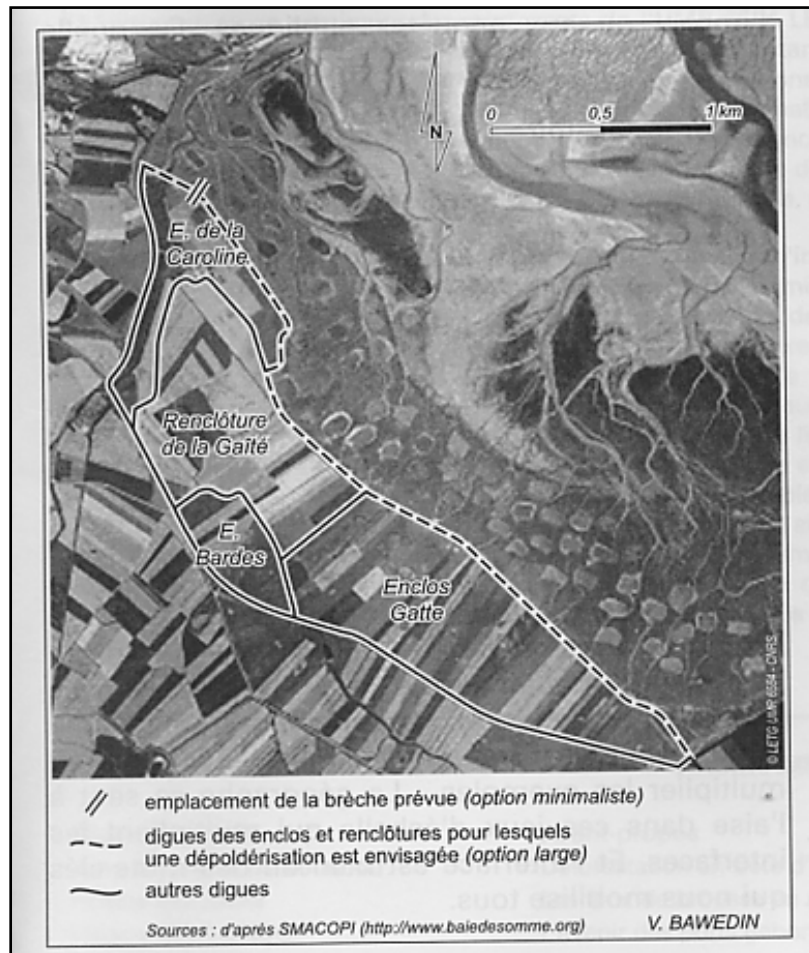 N
0 0,5 1 km
E. de la
Caroline
Renclôture
de la Gaîté
E.
Bardes
Enclos
Gatte
© LETG UMR 6554 - CNRS
emplacement de la brèche prévue (option minimaliste)
digues des enclos et renclôtures pour lesquels
une dépoldérisation est envisagée (option large)
autres digues
Sources : d'après SMACOPI (http://www.baiedesomme.org)
V. BAWEDIN